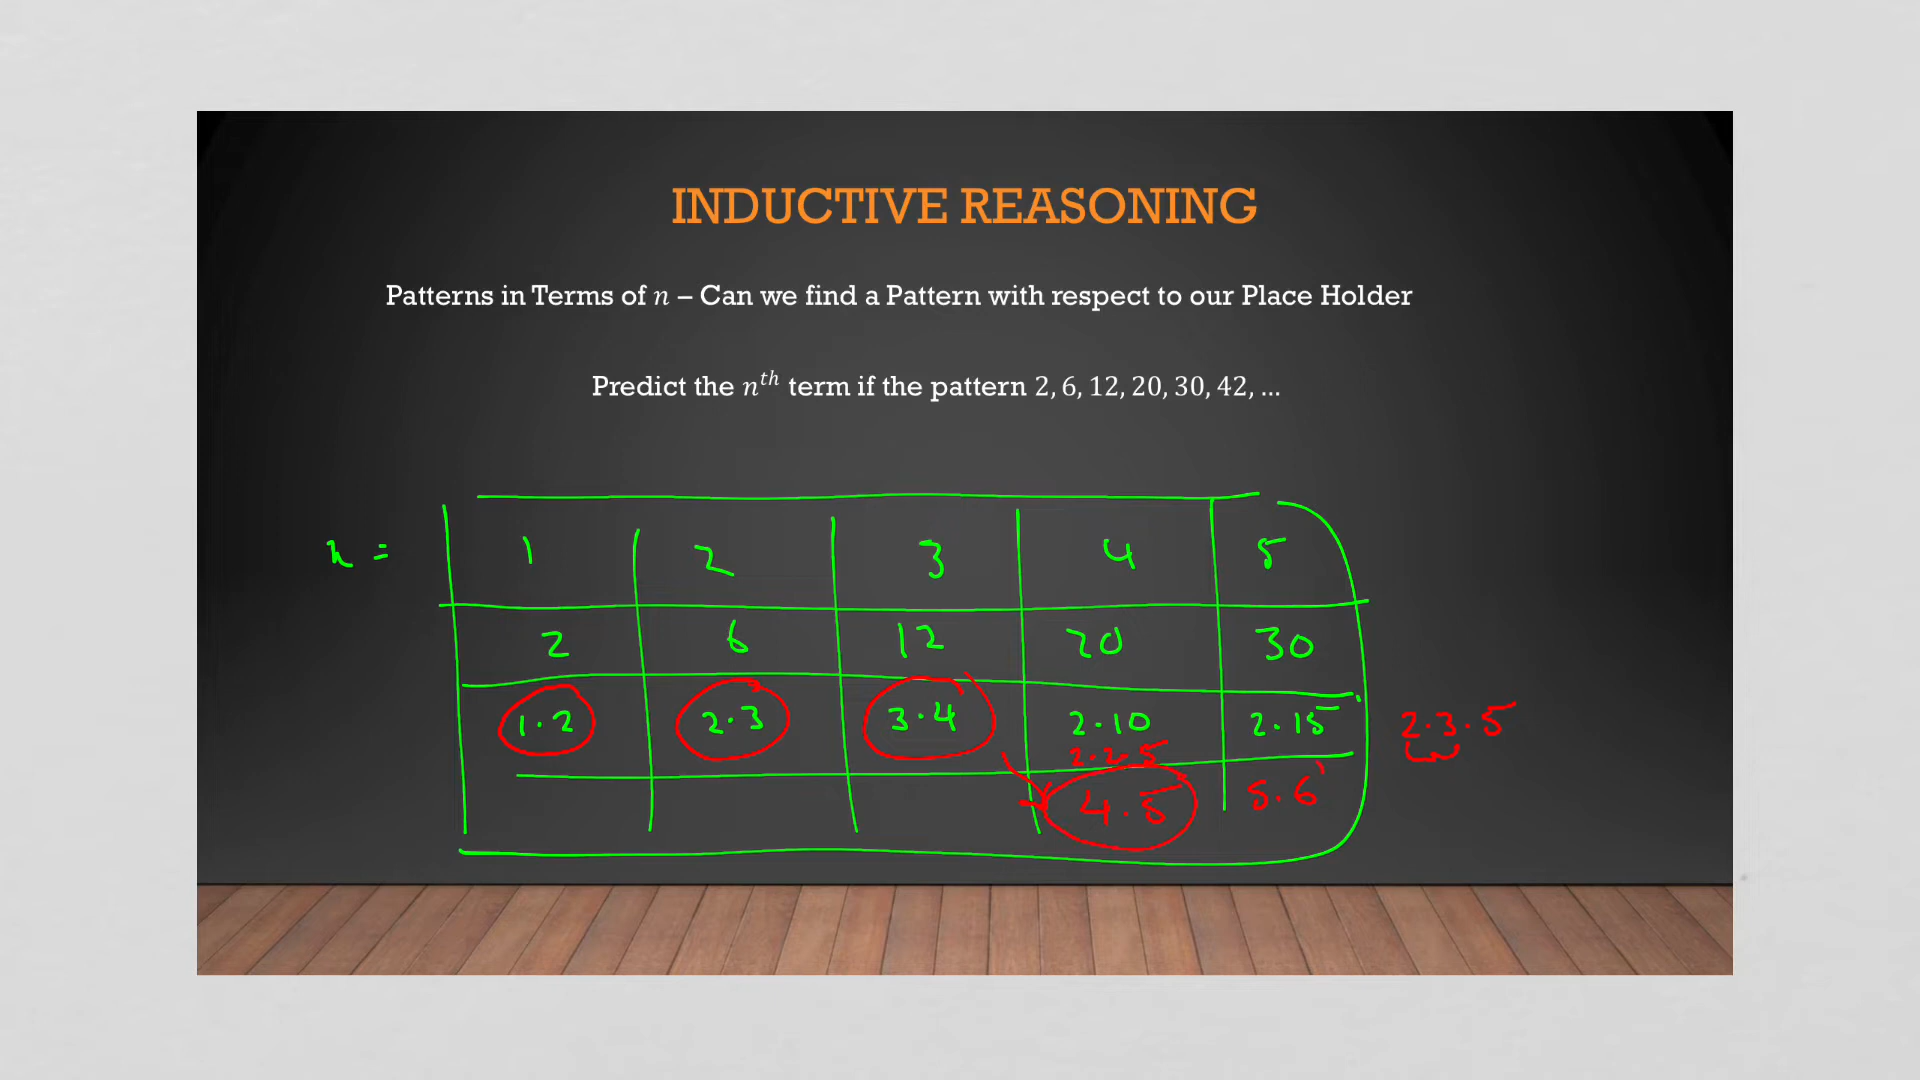 INDUCTIVE REASONING
Patterns in Terms of n – Can we find a Pattern with respect to our Place Holder
Predict the nᵗʰ term if the pattern 2, 6, 12, 20, 30, 42, ...
n = 1 2 3 4 5
2 6 12 20 30
1·2 2·3 3·4 2·10 2·15 2·3·5
2·2·5
4·5 5·6